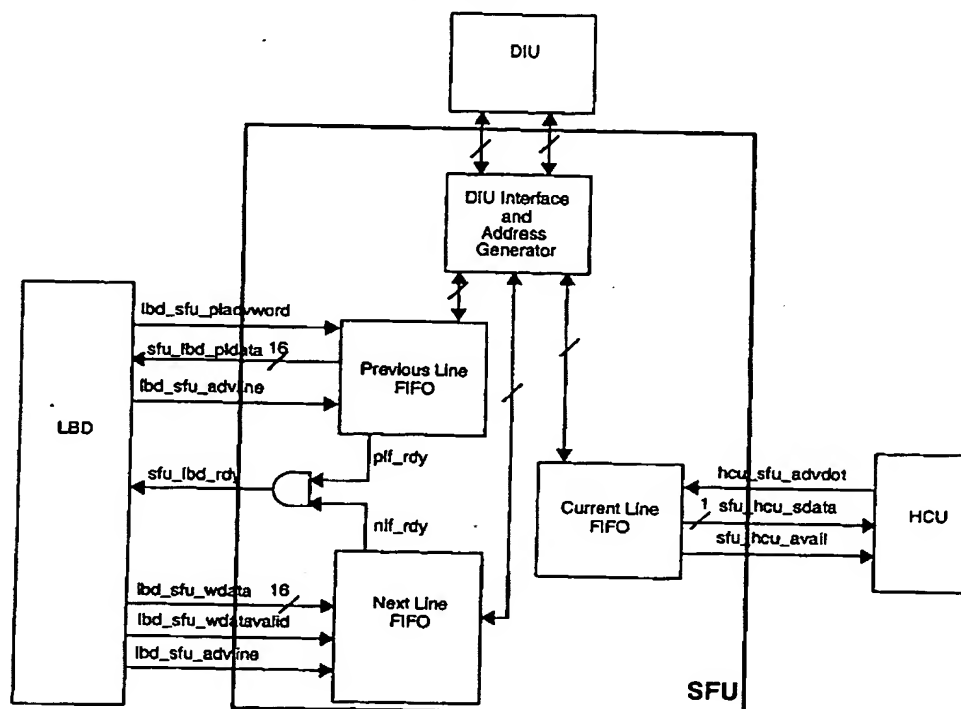 DIU
DIU Interface
and
Address
Generator
lbd_sfu_pladvword
sfu_lbd_pldata 16
lbd_sfu_advline
Previous Line
FIFO
LBD
plf_rdy
sfu_lbd_rdy
nlf_rdy
hcu_sfu_advdot
1 sfu_hcu_sdata
sfu_hcu_avail
Current Line
FIFO
HCU
lbd_sfu_wdata 16
lbd_sfu_wdatavalid
lbd_sfu_advline
Next Line
FIFO
SFU